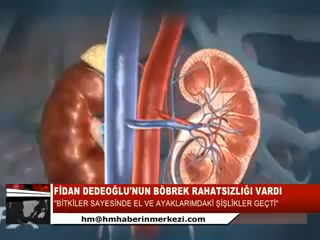 FİDAN DEDEOĞLU'NUN BÖBREK RAHATSIZLIĞI VARDI
"BİTKİLER SAYESİNDE EL VE AYAKLARIMDAKİ ŞİŞLİKLER GEÇTİ"
hm@hmhaberinmerkezi.com